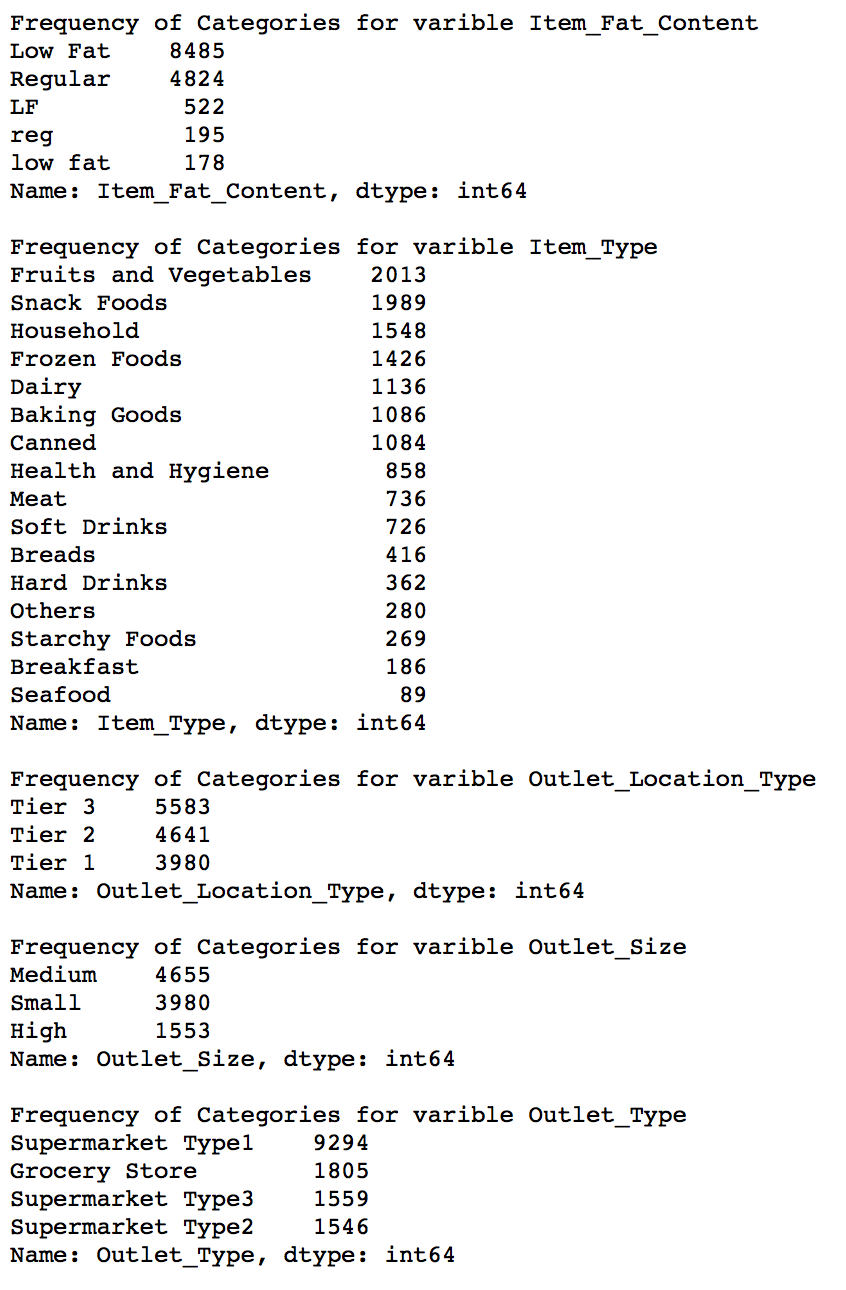 Frequency of Categories for varible Item_Fat_Content
Low Fat    8485
Regular    4824
LF          522
reg         195
low fat     178
Name: Item_Fat_Content, dtype: int64

Frequency of Categories for varible Item_Type
Fruits and Vegetables    2013
Snack Foods              1989
Household                1548
Frozen Foods             1426
Dairy                    1136
Baking Goods             1086
Canned                   1084
Health and Hygiene        858
Meat                      736
Soft Drinks               726
Breads                    416
Hard Drinks               362
Others                    280
Starchy Foods             269
Breakfast                 186
Seafood                    89
Name: Item_Type, dtype: int64

Frequency of Categories for varible Outlet_Location_Type
Tier 3    5583
Tier 2    4641
Tier 1    3980
Name: Outlet_Location_Type, dtype: int64

Frequency of Categories for varible Outlet_Size
Medium    4655
Small     3980
High      1553
Name: Outlet_Size, dtype: int64

Frequency of Categories for varible Outlet_Type
Supermarket Type1    9294
Grocery Store        1805
Supermarket Type3    1559
Supermarket Type2    1546
Name: Outlet_Type, dtype: int64